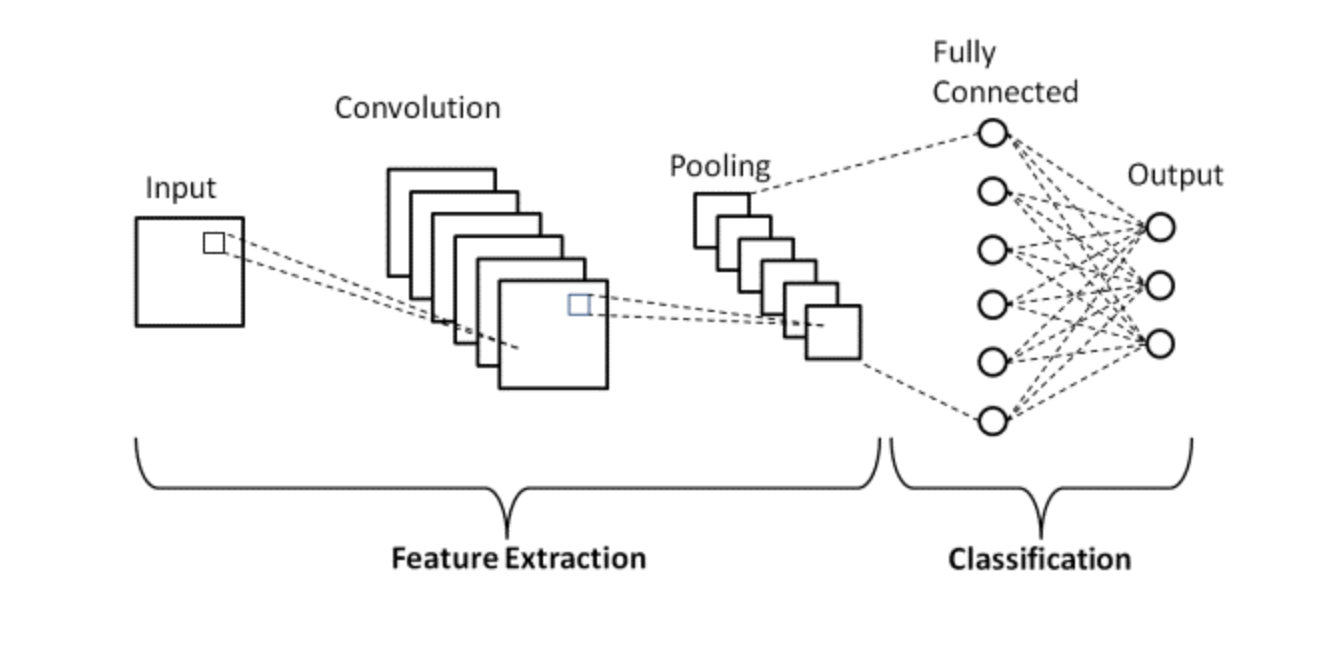 Fully
Connected
Convolution
Pooling
Input
Output
Feature Extraction
Classification